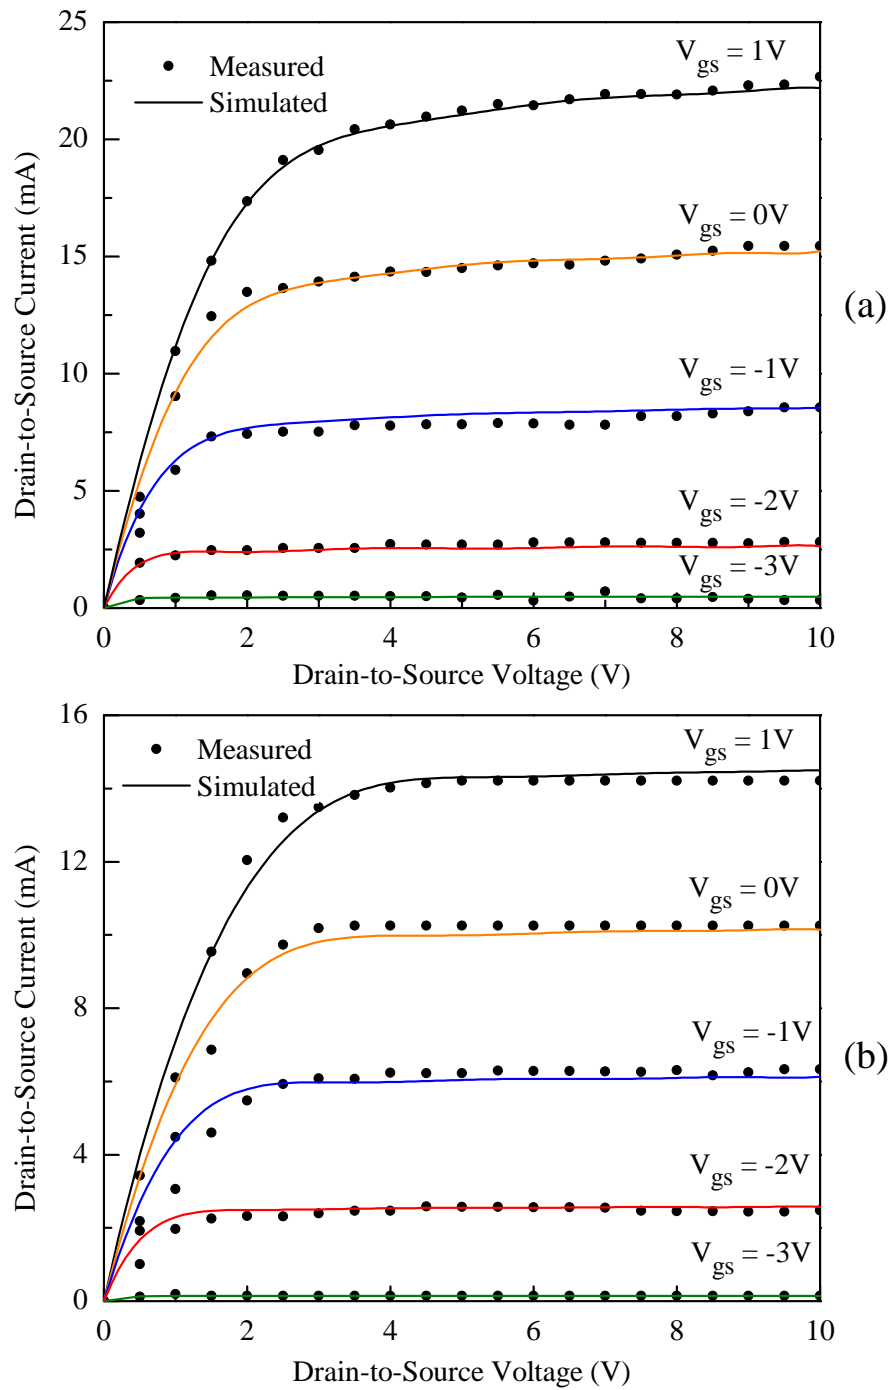 25
20
15
10
5
0
Drain-to-Source Current (mA)
Measured
Simulated
V_gs = 1V
V_gs = 0V
V_gs = -1V
V_gs = -2V
V_gs = -3V
(a)
0 2 4 6 8 10
Drain-to-Source Voltage (V)
16
12
8
4
0
Drain-to-Source Current (mA)
Measured
Simulated
V_gs = 1V
V_gs = 0V
V_gs = -1V
V_gs = -2V
V_gs = -3V
(b)
0 2 4 6 8 10
Drain-to-Source Voltage (V)